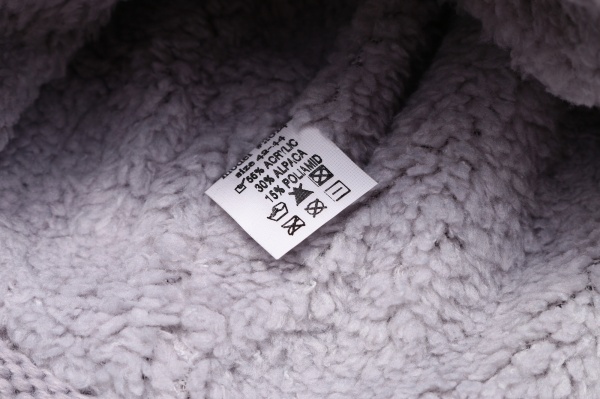 size 42-44
55% ACRYLIC
30% ALPACA
15% POLIAMID